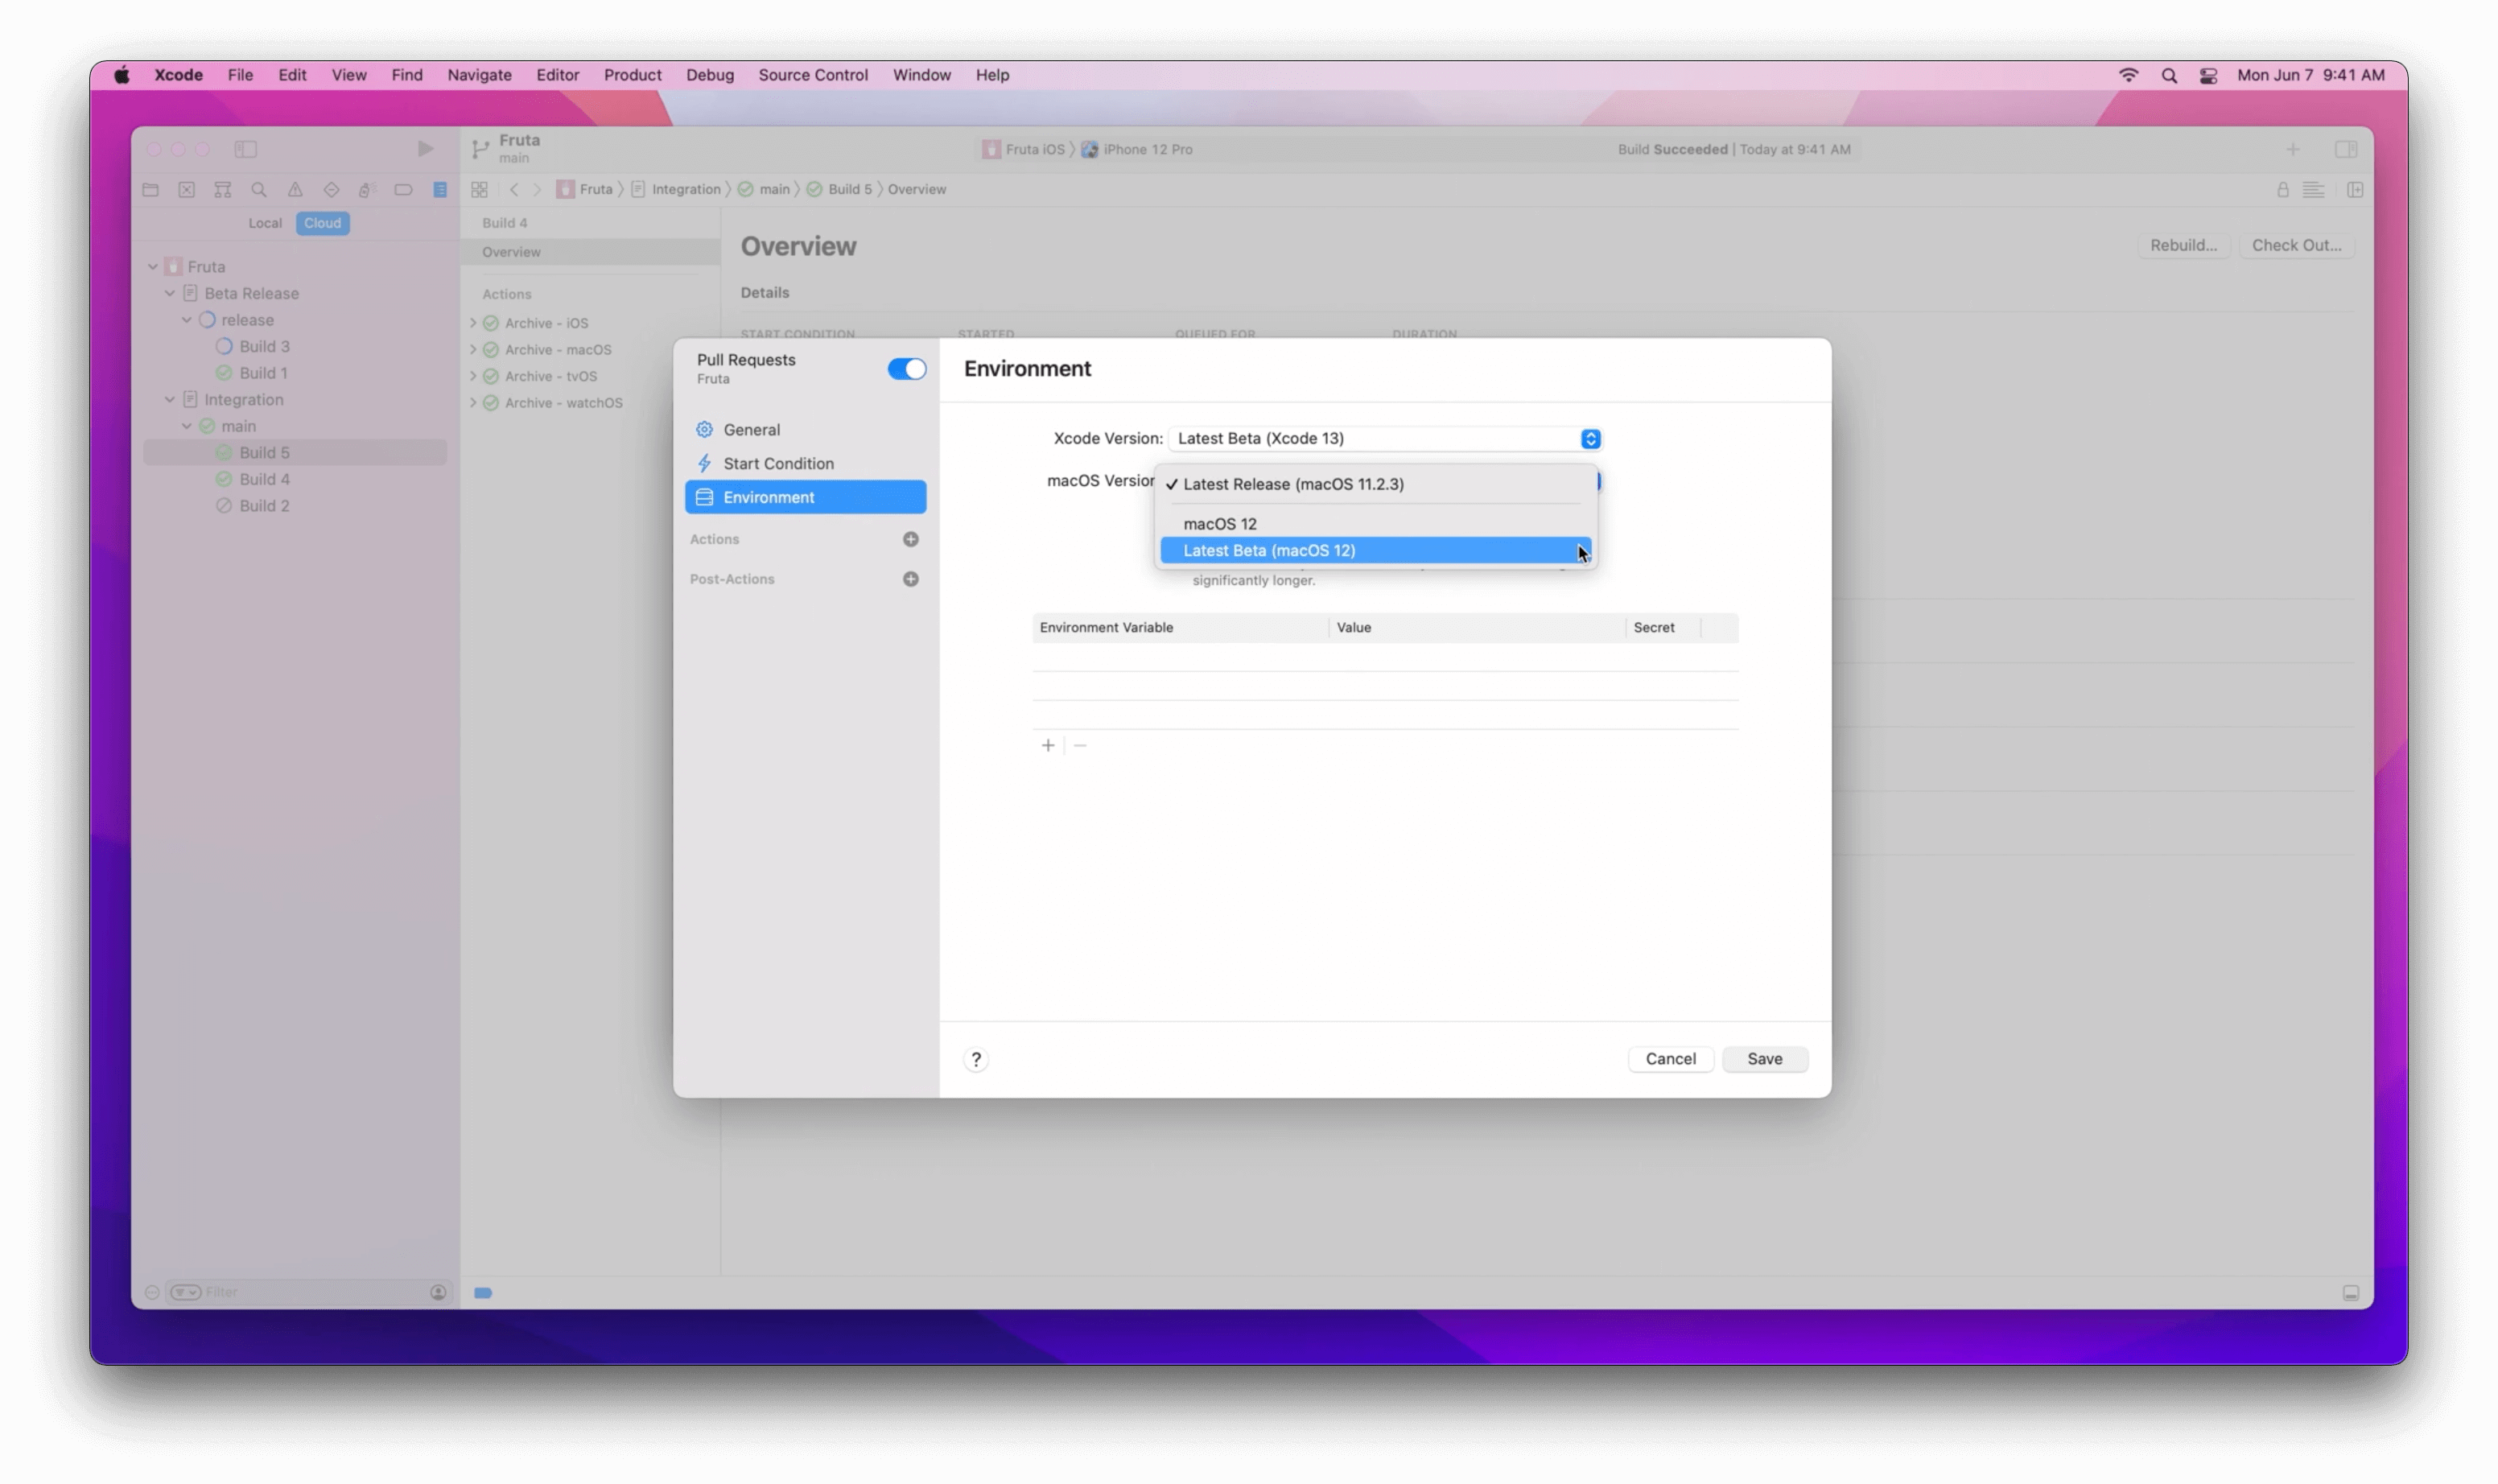 Xcode File Edit View Find Navigate Editor Product Debug Source Control Window Help
Mon Jun 7 9:41 AM
Fruta
main
Fruta iOS
iPhone 12 Pro
Build Succeeded | Today at 9:41 AM
Fruta
Integration
main
Build 5
Overview
Local
Cloud
Fruta
Beta Release
release
Build 3
Build 1
Integration
main
Build 5
Build 4
Build 2
Filter
Build 4
Overview
Actions
Archive - iOS
Archive - macOS
Archive - tvOS
Archive - watchOS
Overview
Rebuild...
Check Out...
Details
START CONDITION
STARTED
QUEUED FOR
DURATION
Pull Requests
Fruta
General
Start Condition
Environment
Actions
Post-Actions
Environment
Xcode Version: Latest Beta (Xcode 13)
macOS Version
✓ Latest Release (macOS 11.2.3)
macOS 12
Latest Beta (macOS 12)
significantly longer.
Environment Variable
Value
Secret
?
Cancel
Save